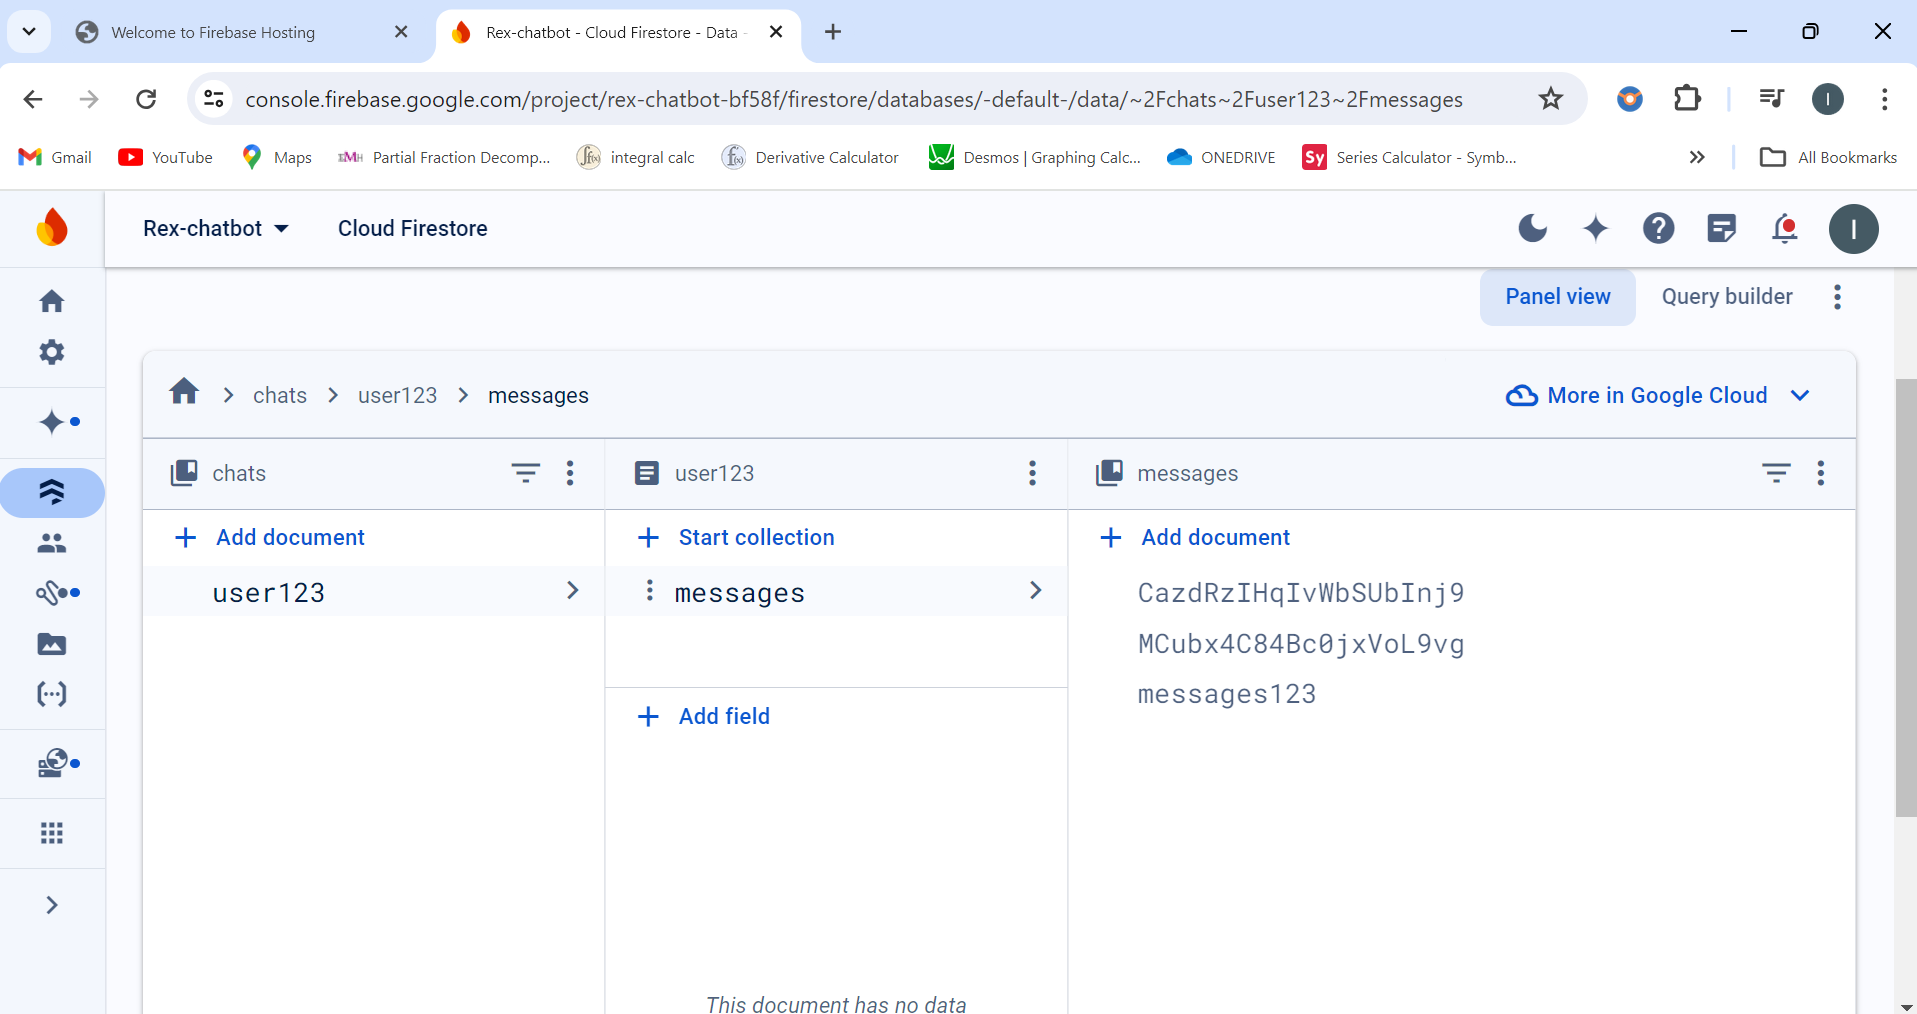 Welcome to Firebase Hosting
Rex-chatbot - Cloud Firestore - Data -
console.firebase.google.com/project/rex-chatbot-bf58f/firestore/databases/-default-/data/~2Fchats~2Fuser123~2Fmessages
I
Gmail YouTube Maps Partial Fraction Decomp... integral calc Derivative Calculator Desmos | Graphing Calc... ONEDRIVE Sy Series Calculator - Symb... All Bookmarks
Rex-chatbot Cloud Firestore I
Panel view Query builder
chats user123 messages More in Google Cloud
chats user123 messages
Add document Start collection Add document
user123 messages CazdRzIHqIvWbSUbInj9
MCubx4C84Bc0jxVoL9vg
messages123
Add field
This document has no data